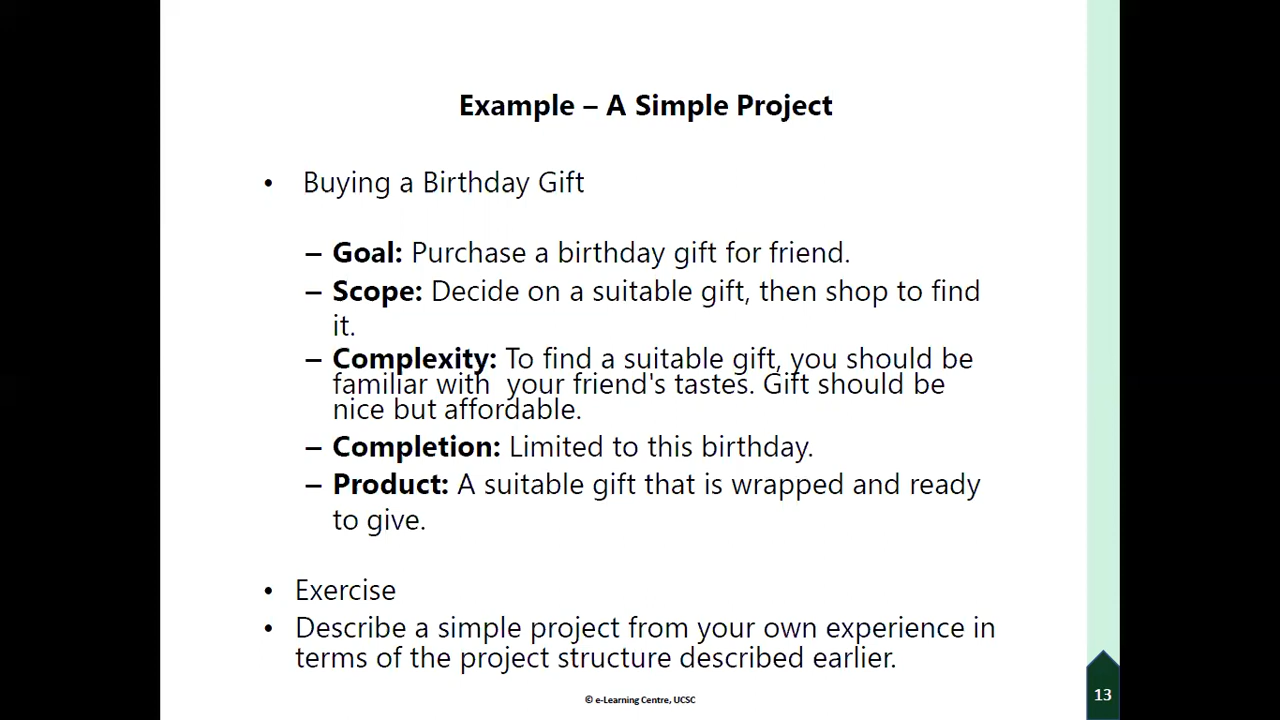 Example – A Simple Project
• Buying a Birthday Gift
– Goal: Purchase a birthday gift for friend.
– Scope: Decide on a suitable gift, then shop to find
it.
– Complexity: To find a suitable gift, you should be
familiar with  your friend's tastes. Gift should be
nice but affordable.
– Completion: Limited to this birthday.
– Product: A suitable gift that is wrapped and ready
to give.
• Exercise
• Describe a simple project from your own experience in
terms of the project structure described earlier.
© e-Learning Centre, UCSC
13